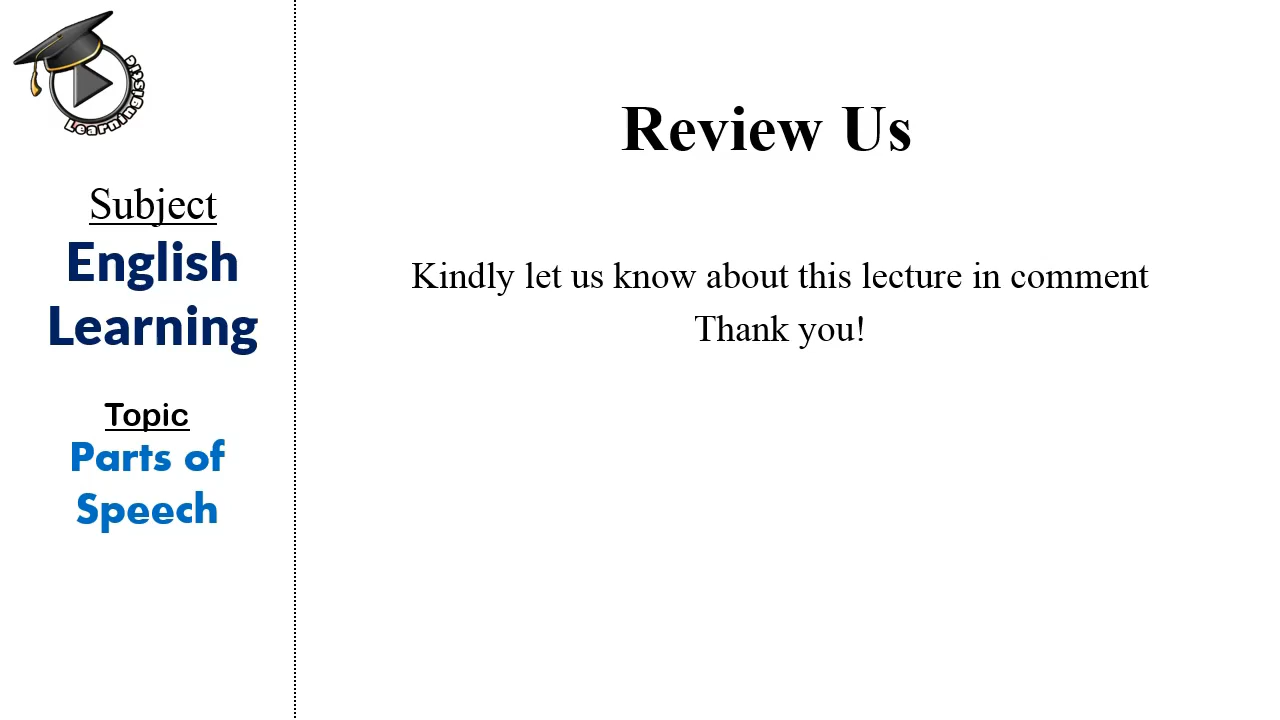 Learningistic
Subject
English
Learning
Topic
Parts of
Speech
Review Us
Kindly let us know about this lecture in comment
Thank you!